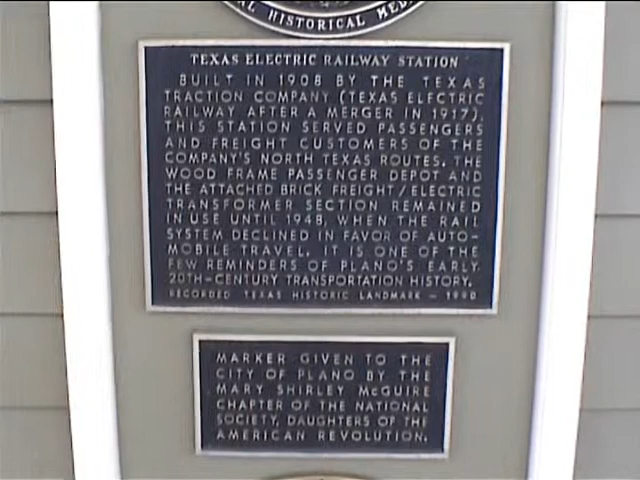 AL HISTORICAL MED
TEXAS ELECTRIC RAILWAY STATION
BUILT IN 1908 BY THE TEXAS
TRACTION COMPANY (TEXAS ELECTRIC
RAILWAY AFTER A MERGER IN 1917),
THIS STATION SERVED PASSENGERS
AND FREIGHT CUSTOMERS OF THE
COMPANY'S NORTH TEXAS ROUTES. THE
WOOD FRAME PASSENGER DEPOT AND
THE ATTACHED BRICK FREIGHT/ELECTRIC
TRANSFORMER SECTION REMAINED
IN USE UNTIL 1948, WHEN THE RAIL
SYSTEM DECLINED IN FAVOR OF AUTO-
MOBILE TRAVEL. IT IS ONE OF THE
FEW REMINDERS OF PLANO'S EARLY
20TH-CENTURY TRANSPORTATION HISTORY.
RECORDED TEXAS HISTORIC LANDMARK - 1990
MARKER GIVEN TO THE
CITY OF PLANO BY THE
MARY SHIRLEY McGUIRE
CHAPTER OF THE NATIONAL
SOCIETY, DAUGHTERS OF THE
AMERICAN REVOLUTION.